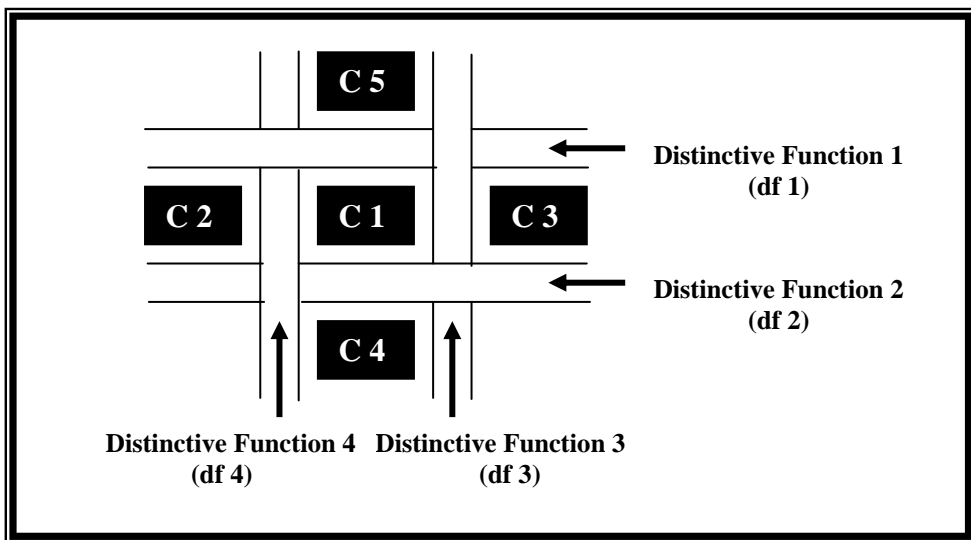 C 5
Distinctive Function 1
(df 1)
C 2 C 1 C 3
Distinctive Function 2
(df 2)
C 4
Distinctive Function 4 Distinctive Function 3
(df 4) (df 3)